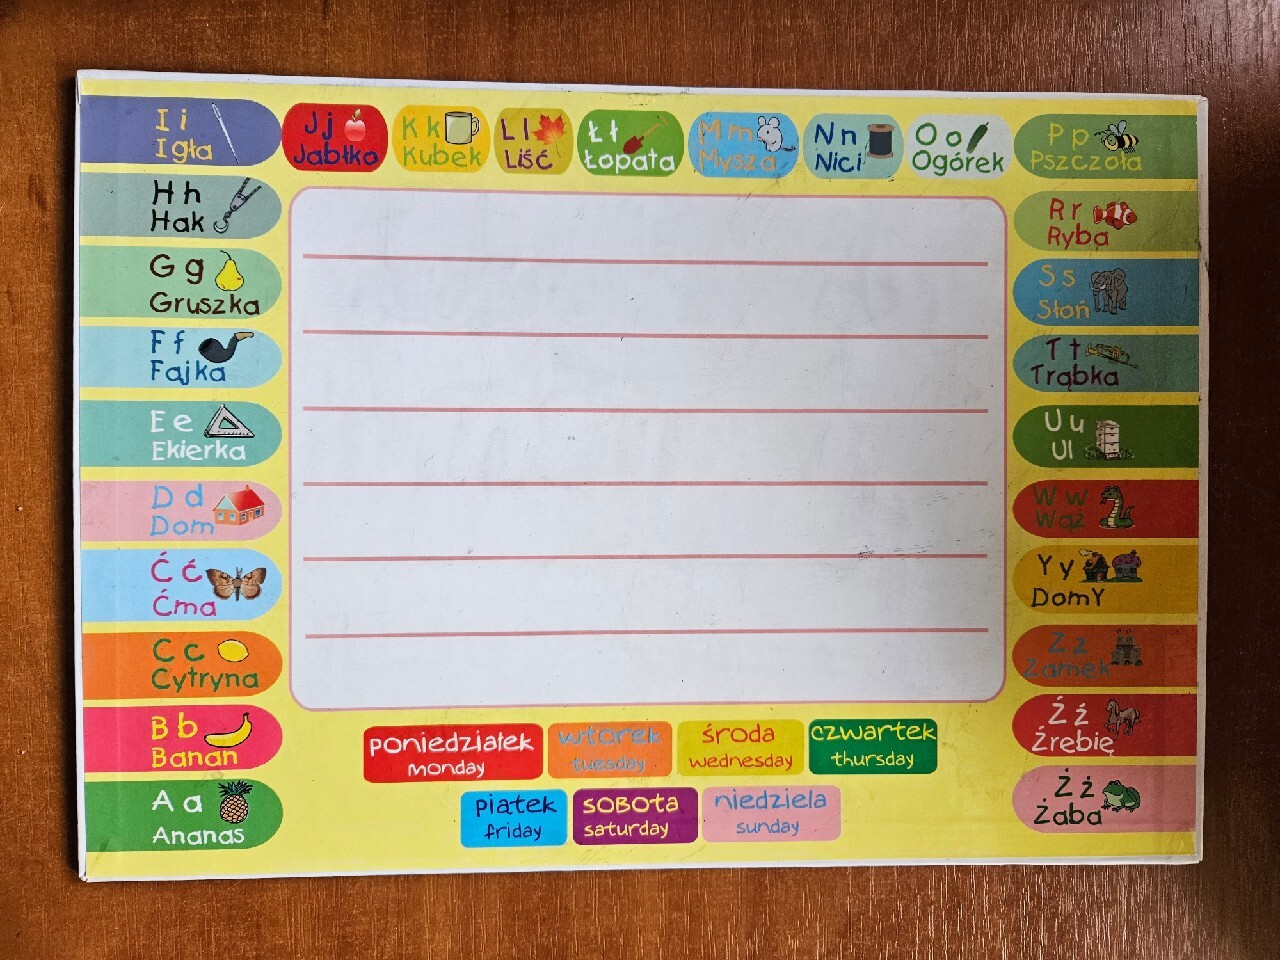 A a
Ananas
B b
Banan
C c
Cytryna
Ć ć
Ćma
D d
Dom
E e
Ekierka
F f
Fajka
G g
Gruszka
H h
Hak
I i
Igła
J j
Jabłko
K k
Kubek
L l
Liść
Ł ł
Łopata
M m
Mysza
N n
Nici
O o
Ogórek
P p
Pszczoła
R r
Ryba
S s
Słoń
T t
Trąbka
U u
Ul
W w
Wąż
Y y
DomY
Z z
Zamek
Ź ź
Źrebię
Ż ż
Żaba
poniedziałek
monday
wtorek
tuesday
środa
wednesday
czwartek
thursday
piątek
friday
sobota
saturday
niedziela
sunday